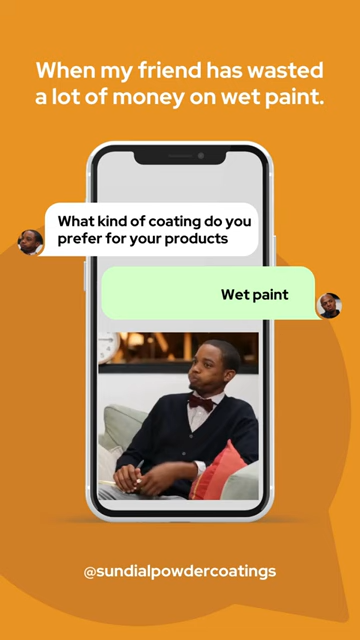 When my friend has wasted
a lot of money on wet paint.
What kind of coating do you
prefer for your products
Wet paint
@sundialpowdercoatings